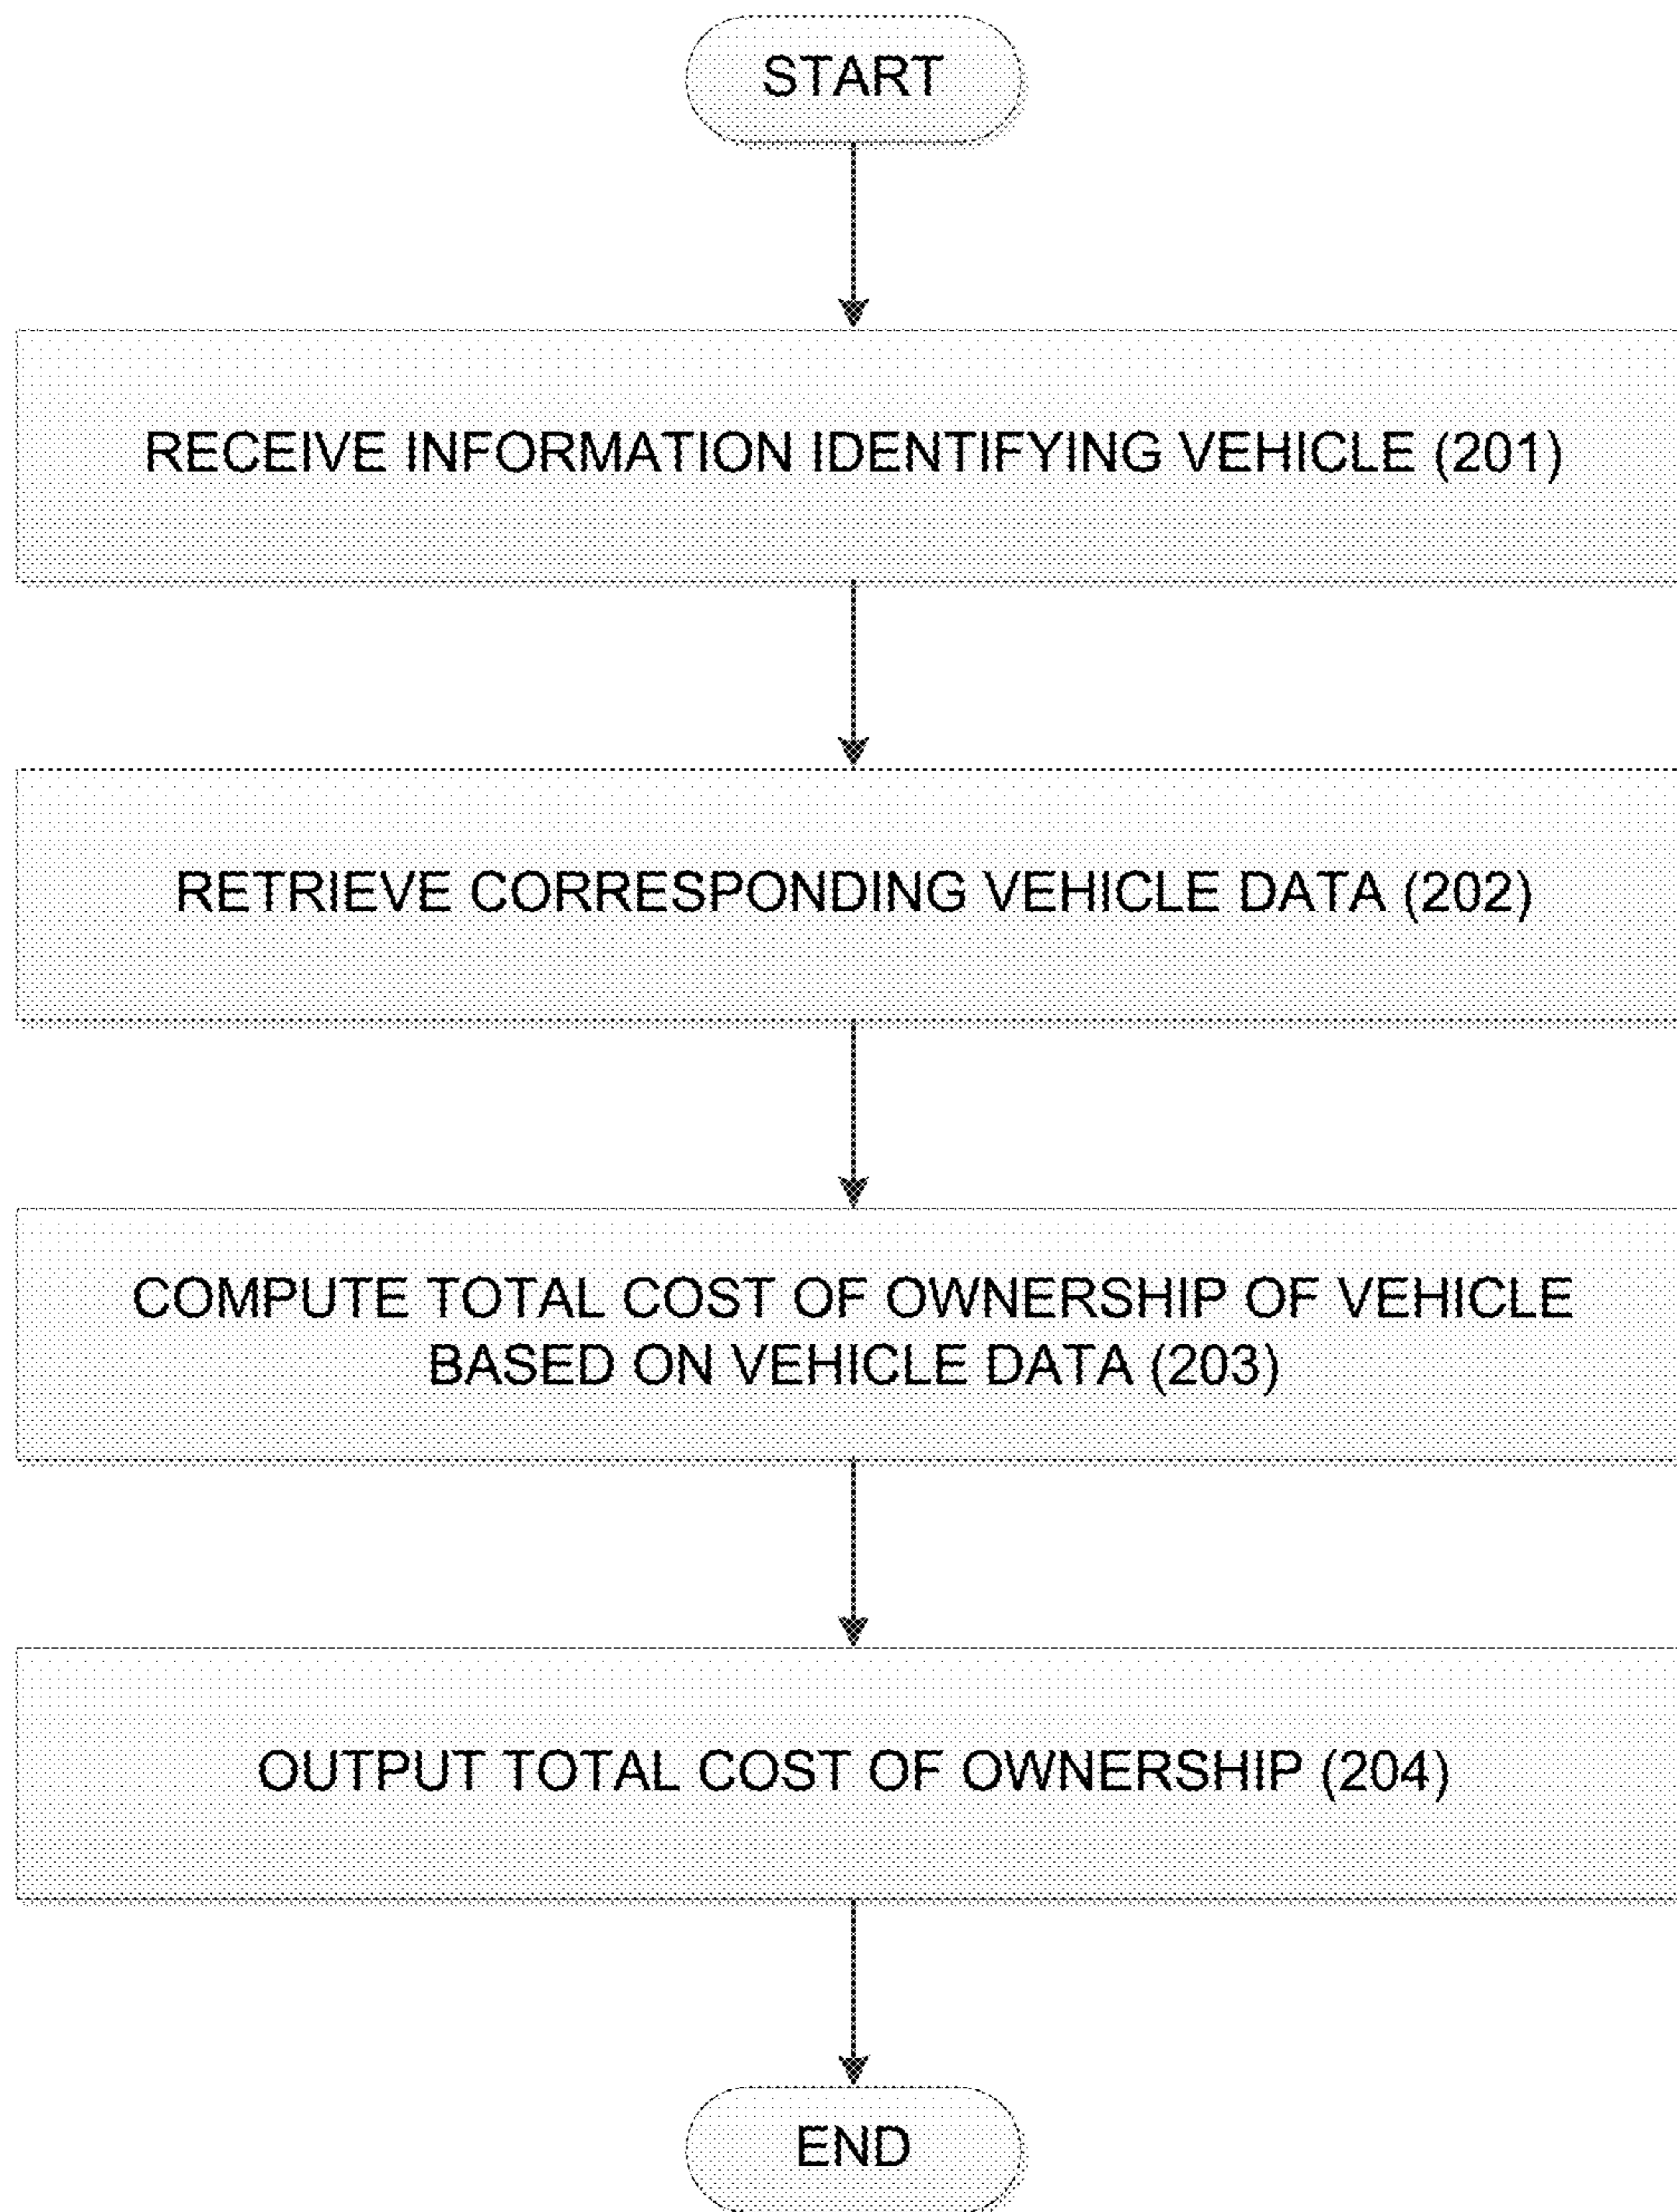 START
RECEIVE INFORMATION IDENTIFYING VEHICLE (201)
RETRIEVE CORRESPONDING VEHICLE DATA (202)
COMPUTE TOTAL COST OF OWNERSHIP OF VEHICLE
BASED ON VEHICLE DATA (203)
OUTPUT TOTAL COST OF OWNERSHIP (204)
END